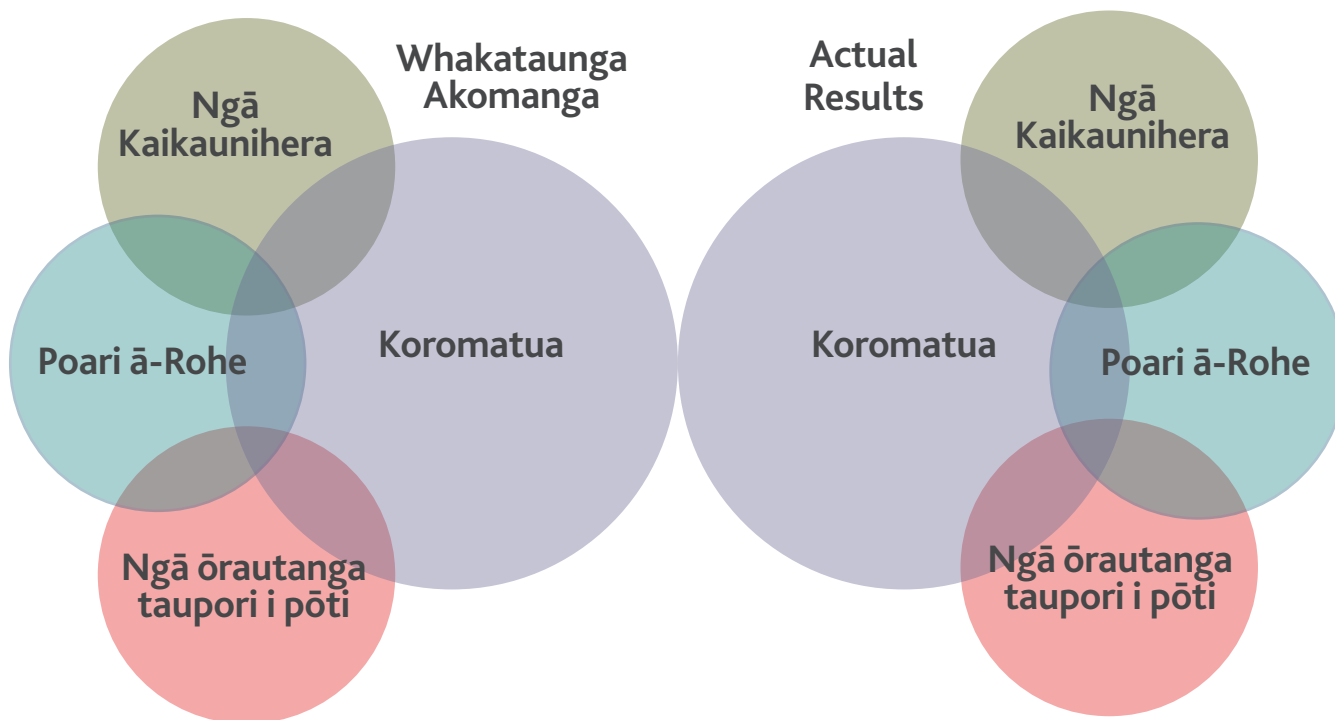 Whakataunga
Akomanga
Ngā
Kaikaunihera
Koromatua
Poari ā-Rohe
Ngā ōrautanga
taupori i pōti
Actual
Results
Ngā
Kaikaunihera
Koromatua
Poari ā-Rohe
Ngā ōrautanga
taupori i pōti